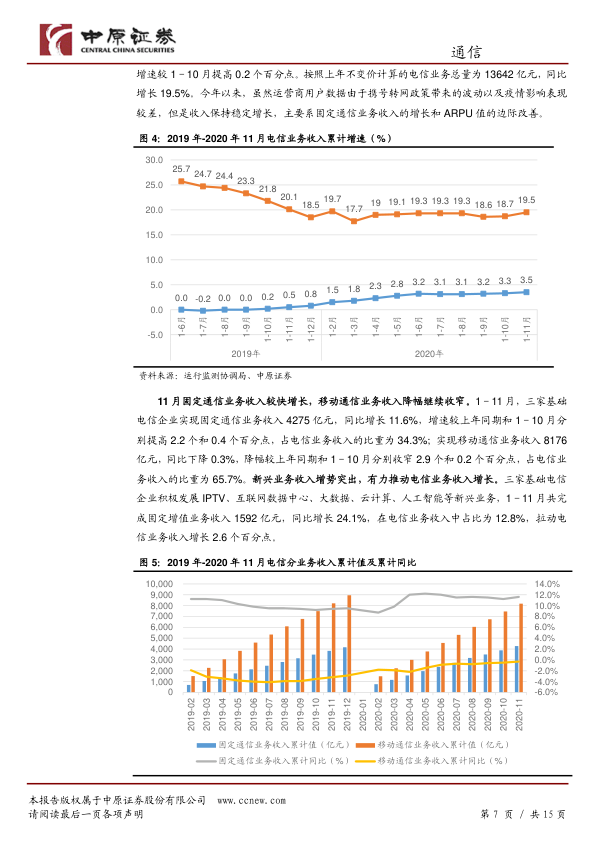 中原证券
CENTRAL CHINA SECURITIES
通信
增速较 1－10 月提高 0.2 个百分点。按照上年不变价计算的电信业务总量为 13642 亿元，同比
增长 19.5%。今年以来，虽然运营商用户数据由于携号转网政策带来的波动以及疫情影响表现
较差，但是收入保持稳定增长，主要系固定通信业务收入的增长和 ARPU 值的边际改善。
图 4：2019 年-2020 年 11 月电信业务收入累计增速（%）
30.0
25.0
20.0
15.0
10.0
5.0
0.0
-5.0
25.7 24.7 24.4 23.3 21.8 20.1 18.5 19.7 17.7 19 19.1 19.3 19.3 19.3 18.6 18.7 19.5
0.0 -0.2 0.0 0.0 0.2 0.5 0.8 1.5 1.8 2.3 2.8 3.2 3.1 3.1 3.2 3.3 3.5
1-6月 1-7月 1-8月 1-9月 1-10月 1-11月 1-12月 1-2月 1-3月 1-4月 1-5月 1-6月 1-7月 1-8月 1-9月 1-10月 1-11月
2019年 2020年
资料来源：运行监测协调局、中原证券
11 月固定通信业务收入较快增长，移动通信业务收入降幅继续收窄。1－11 月，三家基础
电信企业实现固定通信业务收入 4275 亿元，同比增长 11.6%，增速较上年同期和 1－10 月分
别提高 2.2 个和 0.4 个百分点，占电信业务收入的比重为 34.3%；实现移动通信业务收入 8176
亿元，同比下降 0.3%，降幅较上年同期和 1－10 月分别收窄 2.9 个和 0.2 个百分点，占电信业
务收入的比重为 65.7%。新兴业务收入增势突出，有力推动电信业务收入增长。三家基础电信
企业积极发展 IPTV、互联网数据中心、大数据、云计算、人工智能等新兴业务，1－11 月共完
成固定增值业务收入 1592 亿元，同比增长 24.1%，在电信业务收入中占比为 12.8%，拉动电
信业务收入增长 2.6 个百分点。
图 5：2019 年-2020 年 11 月电信分业务收入累计值及累计同比
10,000 14.0%
9,000 12.0%
8,000 10.0%
7,000 8.0%
6,000 6.0%
5,000 4.0%
4,000 2.0%
3,000 0.0%
2,000 -2.0%
1,000 -4.0%
0 -6.0%
2019-02 2019-03 2019-04 2019-05 2019-06 2019-07 2019-08 2019-09 2019-10 2019-11 2019-12 2020-01 2020-02 2020-03 2020-04 2020-05 2020-06 2020-07 2020-08 2020-09 2020-10 2020-11
固定通信业务收入累计值（亿元） 移动通信业务收入累计值（亿元）
固定通信业务收入累计同比（%） 移动通信业务收入累计同比（%）
本报告版权属于中原证券股份有限公司 www.ccnew.com
请阅读最后一页各项声明 第 7 页 / 共 15 页